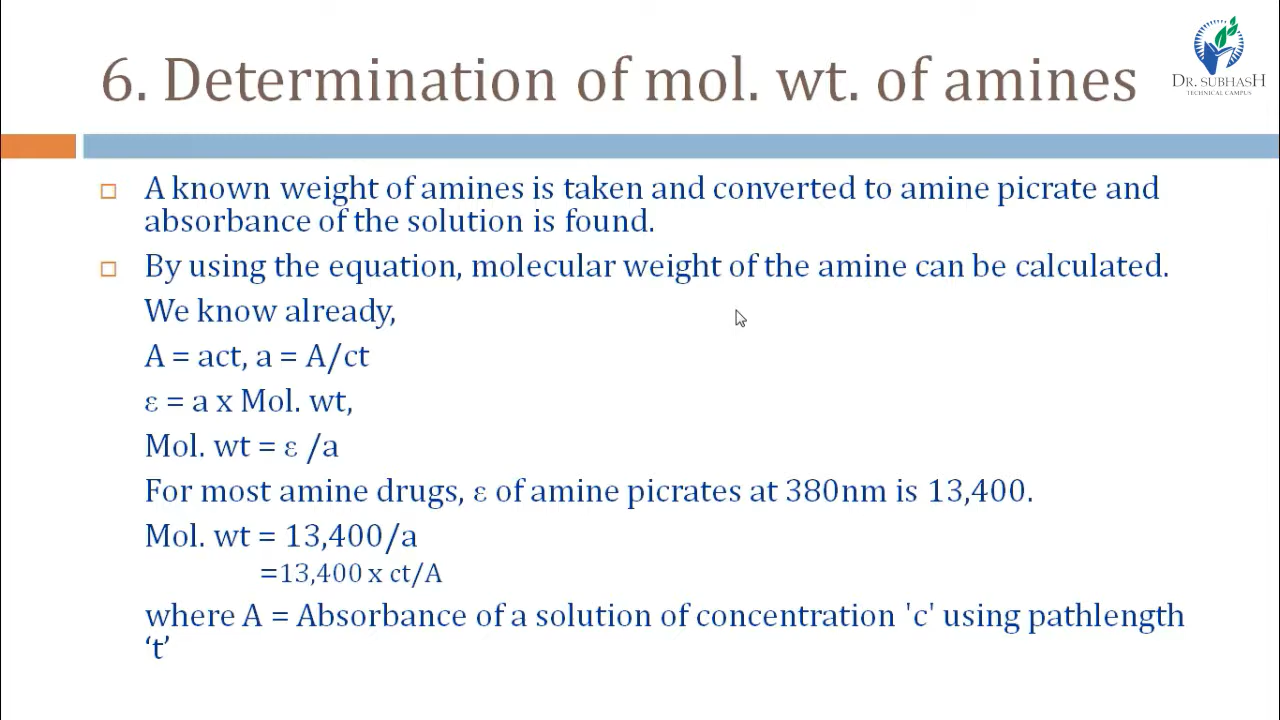 DR. SUBHASH
TECHNICAL CAMPUS
6. Determination of mol. wt. of amines
A known weight of amines is taken and converted to amine picrate and
absorbance of the solution is found.
By using the equation, molecular weight of the amine can be calculated.
We know already,
A = act, a = A/ct
ε = a x Mol. wt,
Mol. wt = ε /a
For most amine drugs, ε of amine picrates at 380nm is 13,400.
Mol. wt = 13,400/a
=13,400 x ct/A
where A = Absorbance of a solution of concentration 'c' using pathlength
‘t’